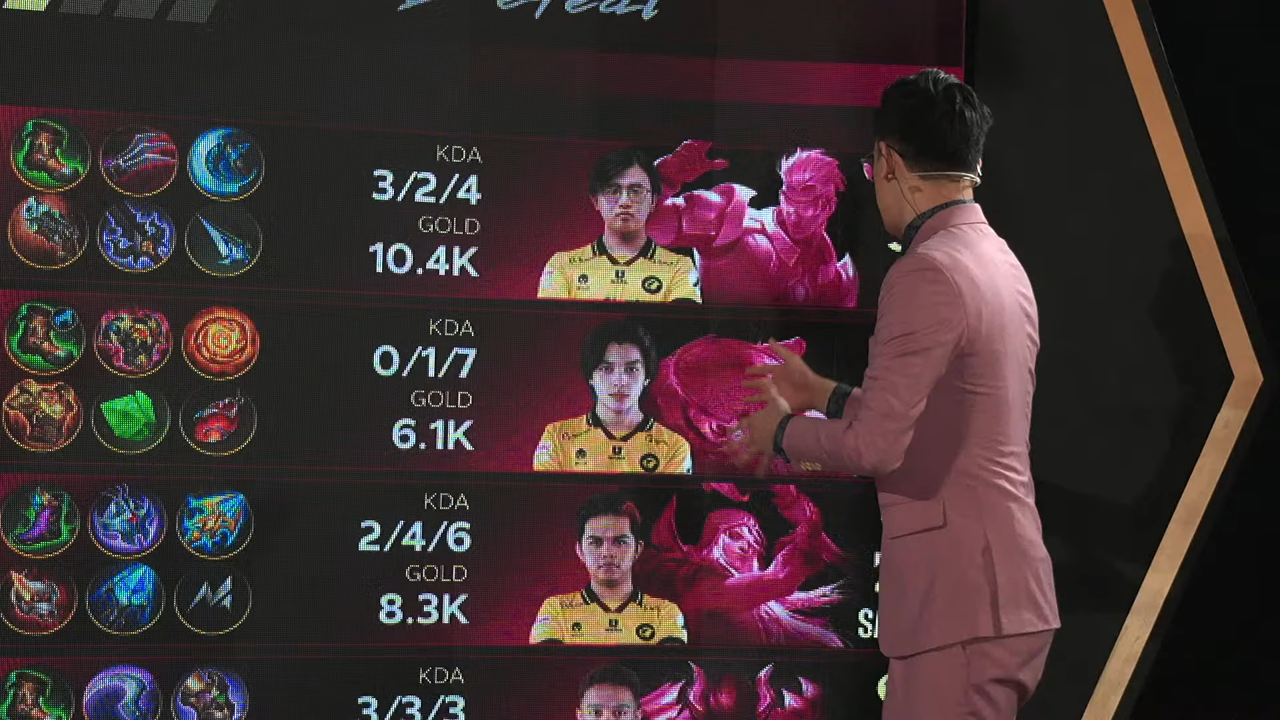 Defeat
KDA
3/2/4
GOLD
10.4K
KDA
0/1/7
GOLD
6.1K
KDA
2/4/6
GOLD
8.3K
KDA
3/3/3